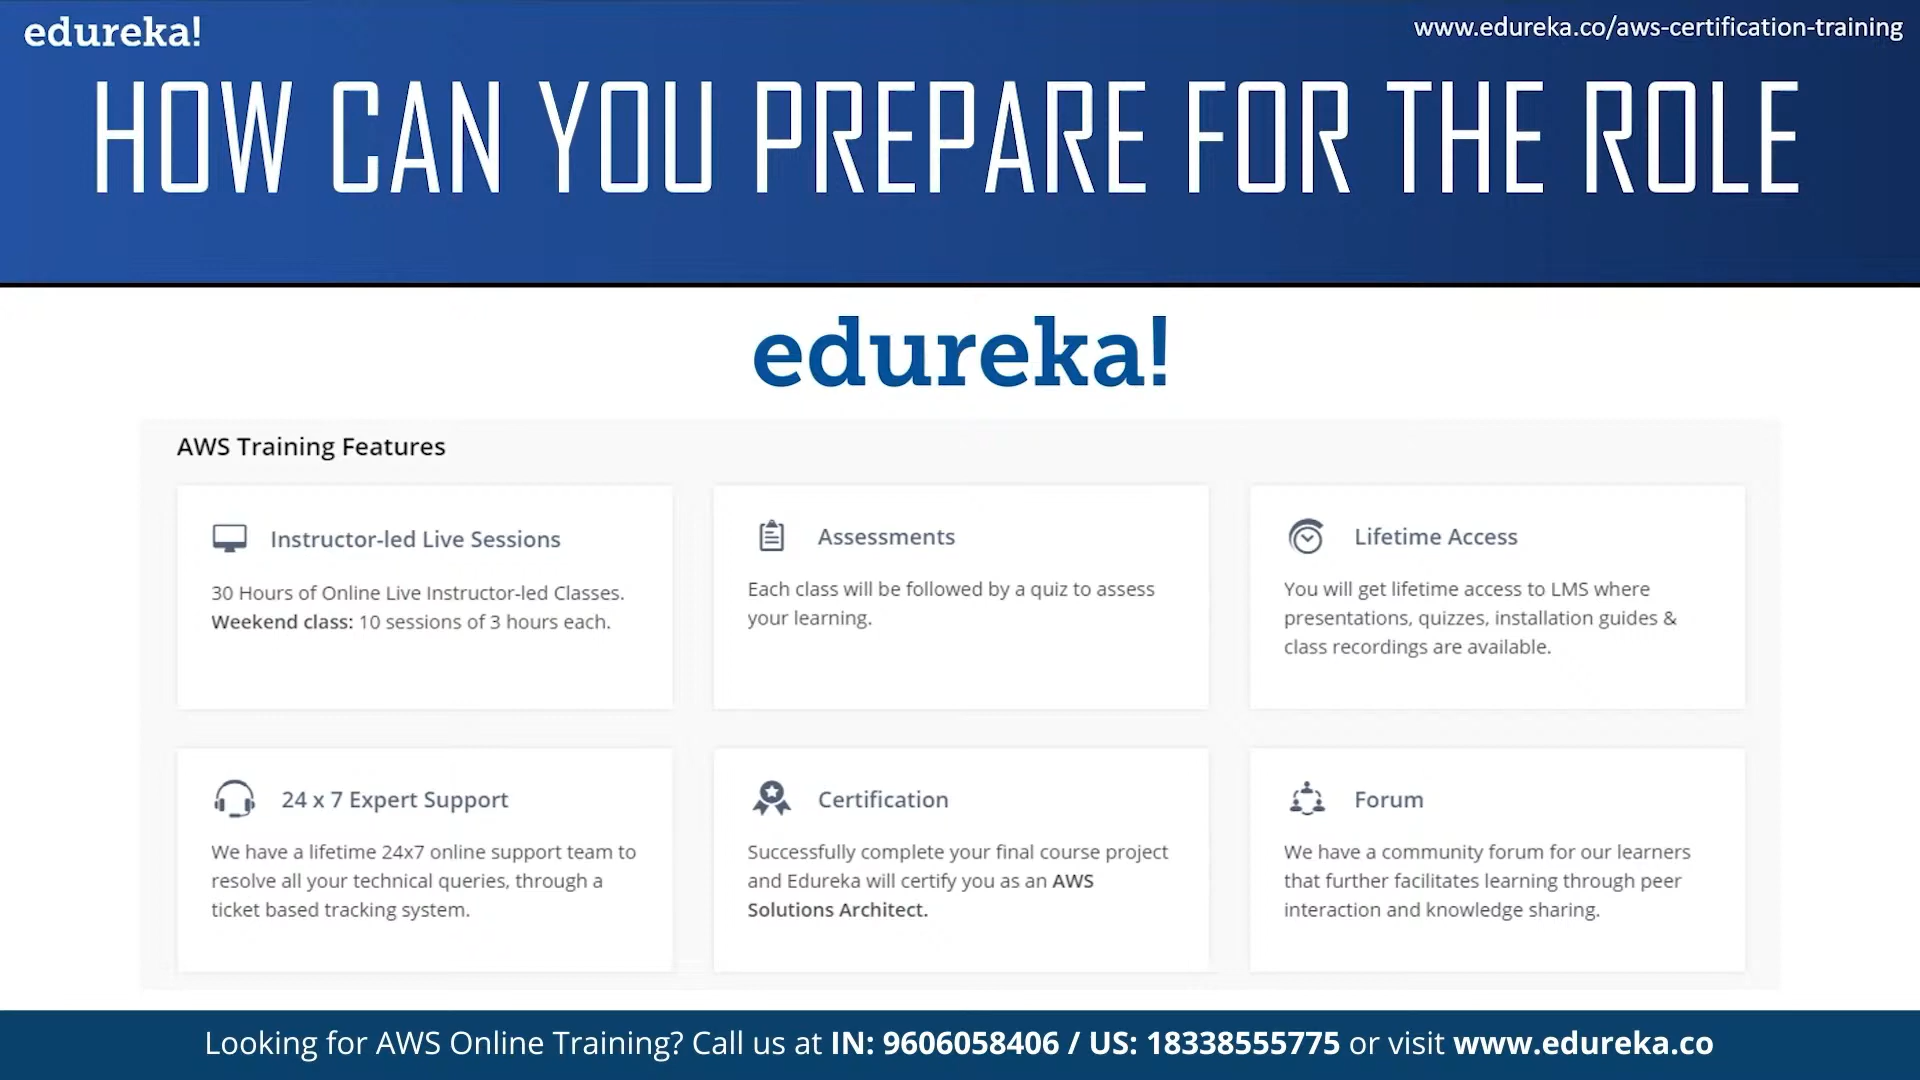 edureka!
www.edureka.co/aws-certification-training
HOW CAN YOU PREPARE FOR THE ROLE
edureka!
AWS Training Features
Instructor-led Live Sessions
30 Hours of Online Live Instructor-led Classes.
Weekend class: 10 sessions of 3 hours each.
Assessments
Each class will be followed by a quiz to assess
your learning.
Lifetime Access
You will get lifetime access to LMS where
presentations, quizzes, installation guides &
class recordings are available.
24 x 7 Expert Support
We have a lifetime 24x7 online support team to
resolve all your technical queries, through a
ticket based tracking system.
Certification
Successfully complete your final course project
and Edureka will certify you as an AWS
Solutions Architect.
Forum
We have a community forum for our learners
that further facilitates learning through peer
interaction and knowledge sharing.
Looking for AWS Online Training? Call us at IN: 9606058406 / US: 18338555775 or visit www.edureka.co